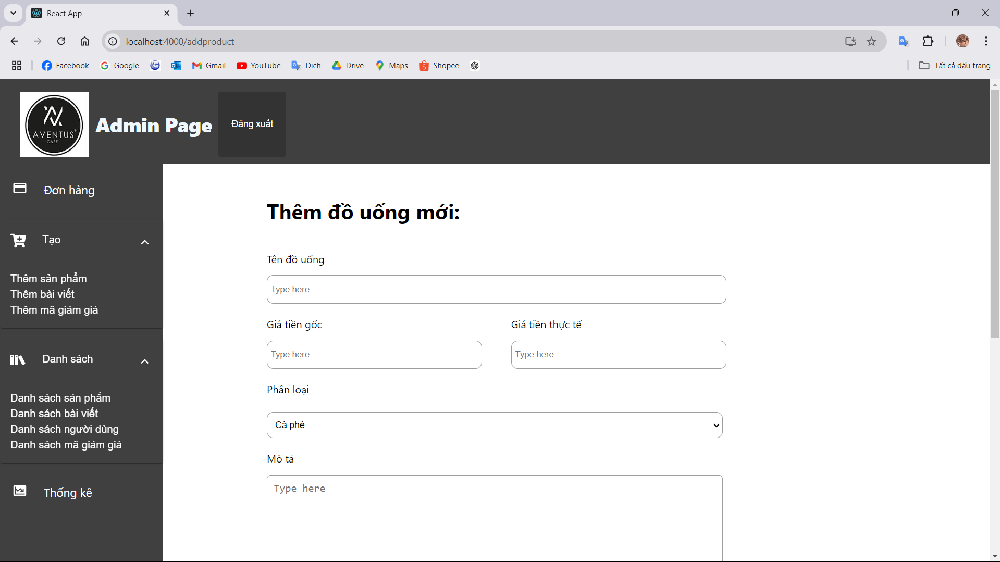 React App
localhost:4000/addproduct
Facebook Google Gmail YouTube Dịch Drive Maps Shopee Tất cả dấu trang
AVENTUS®
CAFE
Admin Page
Đăng xuất
Đơn hàng
Tạo
Thêm sản phẩm
Thêm bài viết
Thêm mã giảm giá
Danh sách
Danh sách sản phẩm
Danh sách bài viết
Danh sách người dùng
Danh sách mã giảm giá
Thống kê
Thêm đồ uống mới:
Tên đồ uống
Type here
Giá tiền gốc Giá tiền thực tế
Type here Type here
Phân loại
Cà phê
Mô tả
Type here